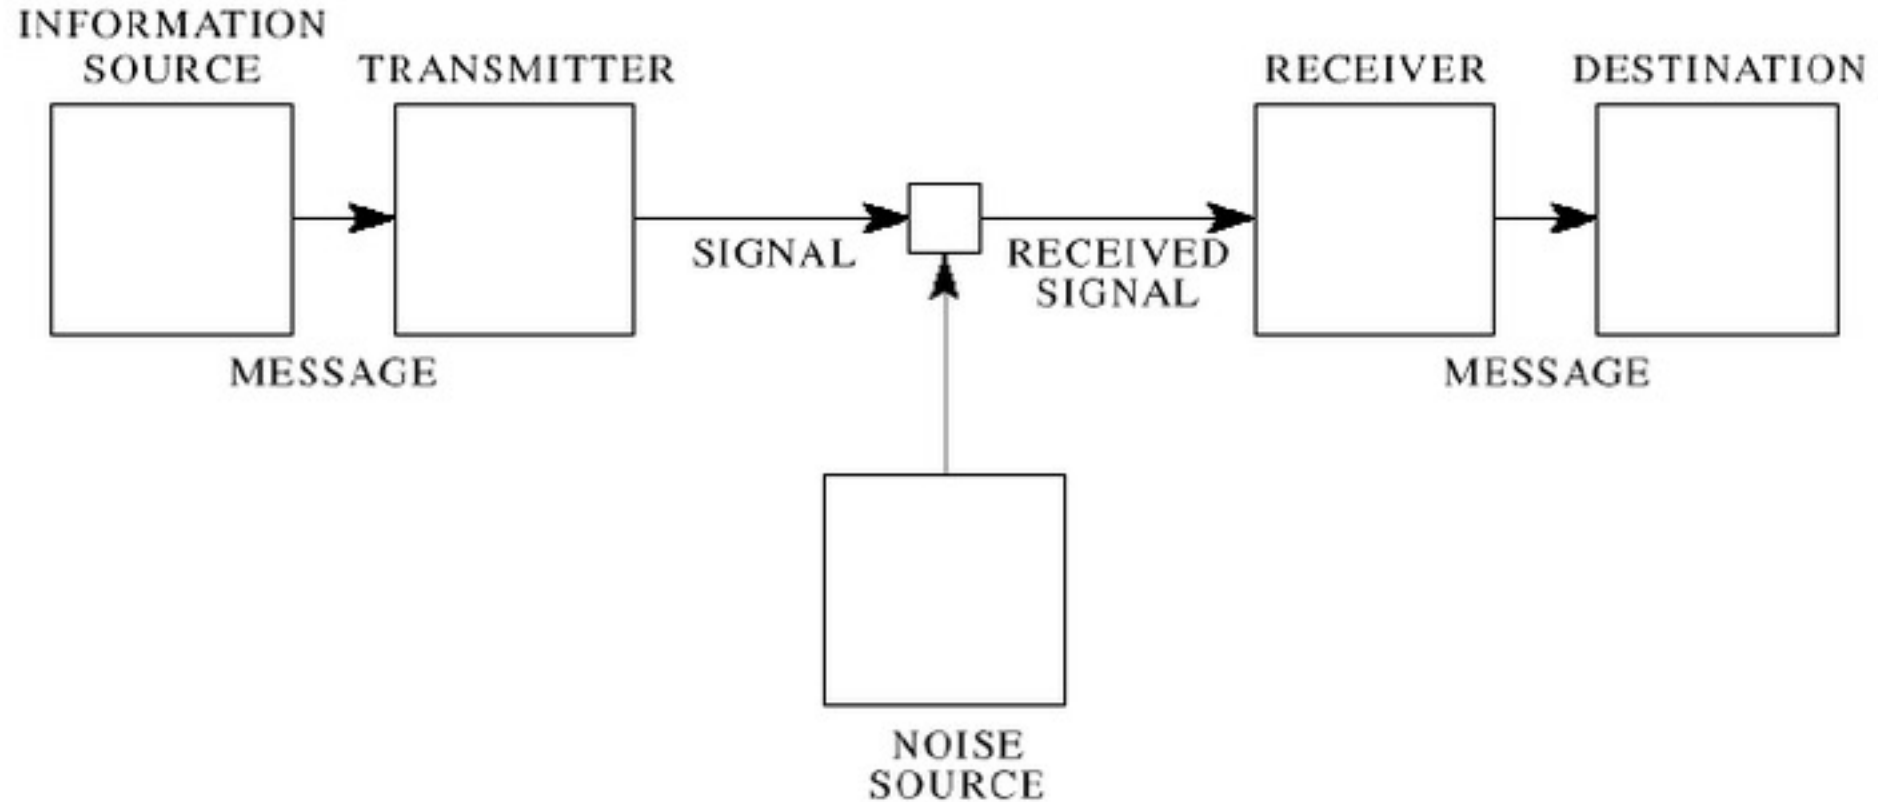 INFORMATION
SOURCE
TRANSMITTER
RECEIVER
DESTINATION
SIGNAL
RECEIVED
SIGNAL
MESSAGE
MESSAGE
NOISE
SOURCE